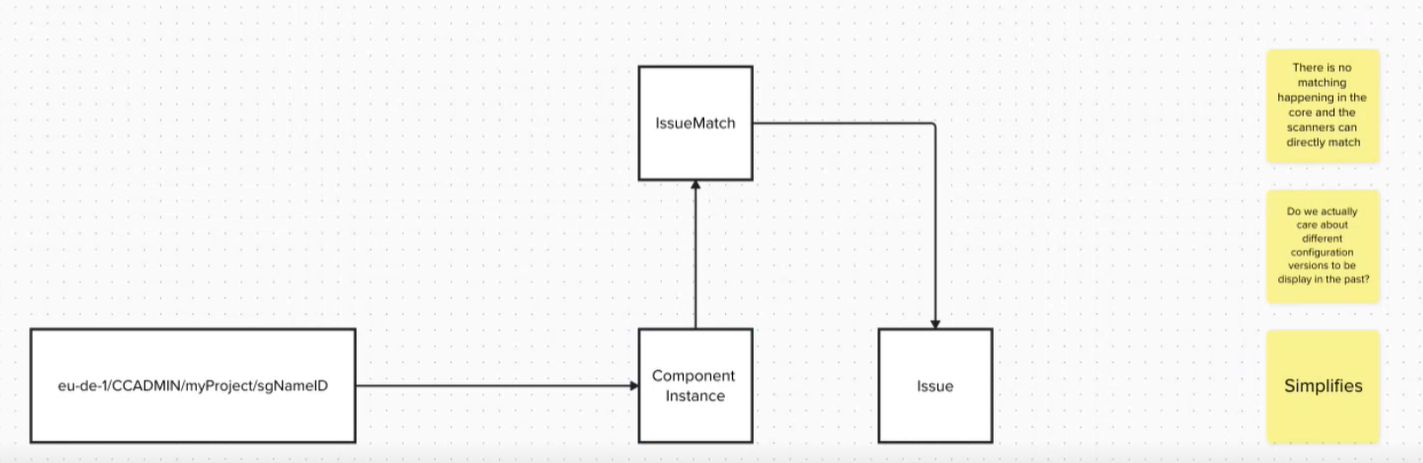 There is no
matching
happening in the
core and the
scanners can
directly match
IssueMatch
Do we actually
care about
different
configuration
versions to be
display in the past?
eu-de-1/CCADMIN/myProject/sgNameID
Component
Instance
Issue
Simplifies